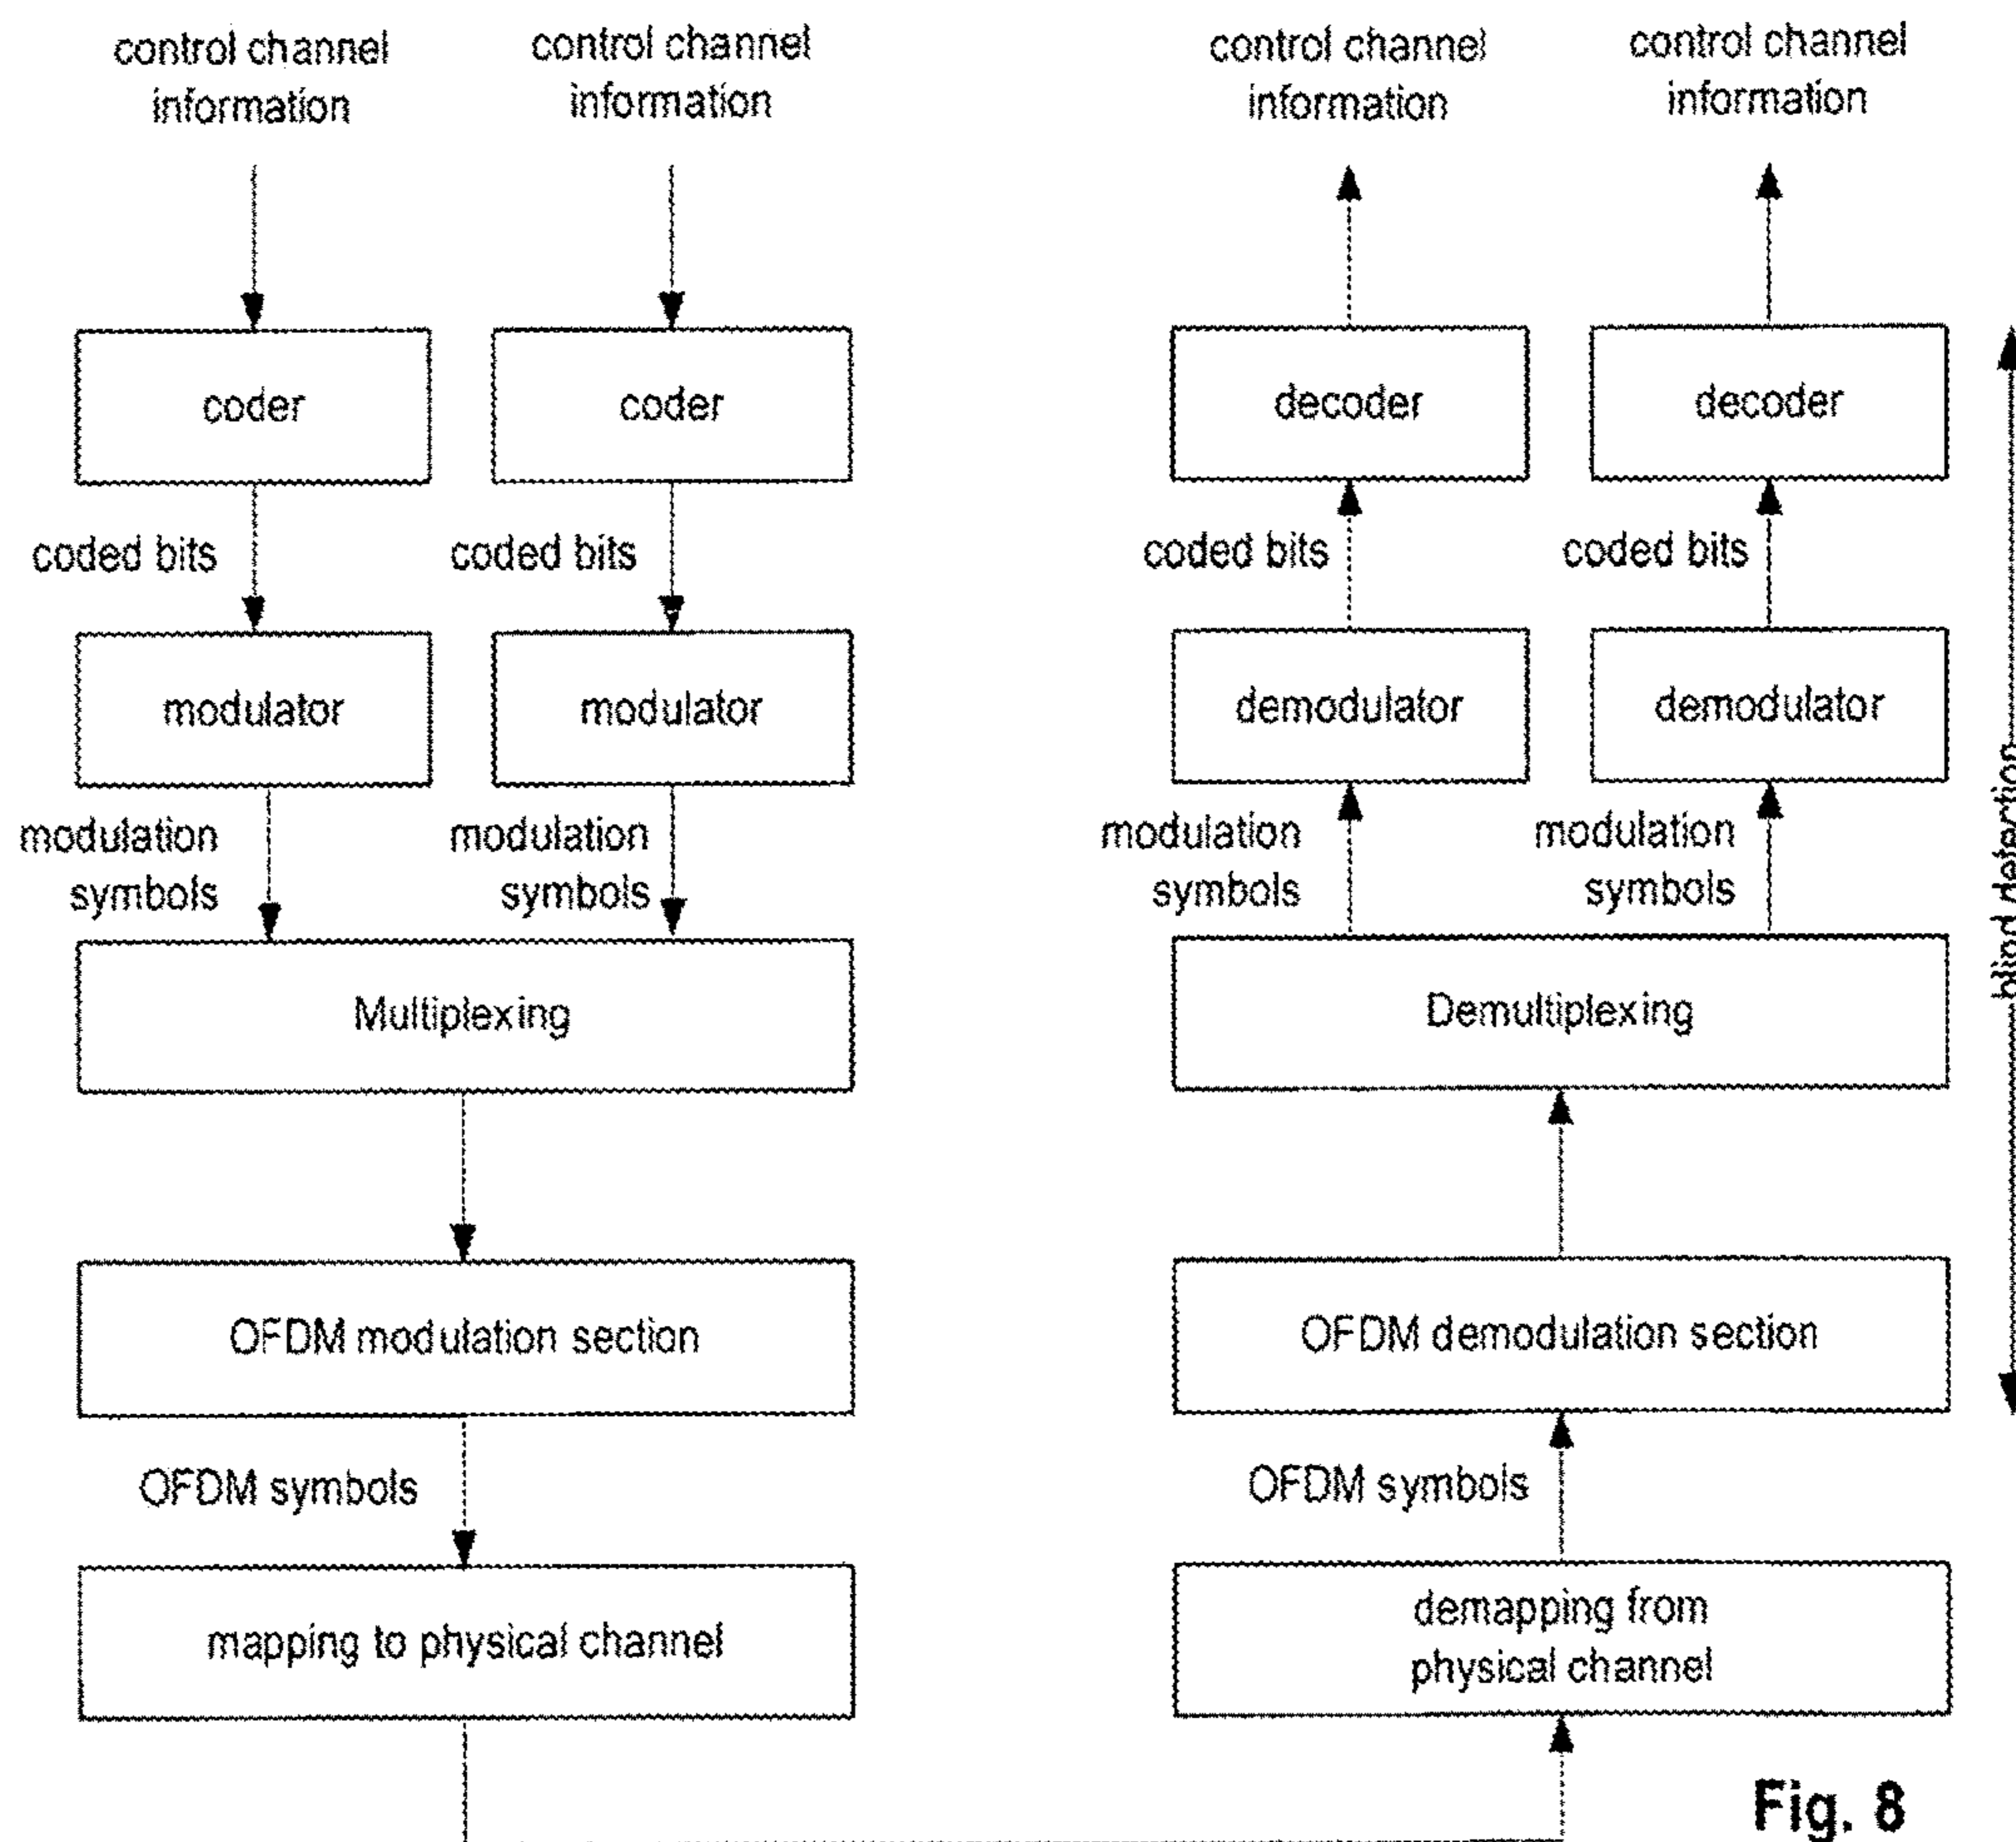 control channel
information
control channel
information
coder
coder
coded bits
coded bits
modulator
modulator
modulation
symbols
modulation
symbols
Multiplexing
OFDM modulation section
OFDM symbols
mapping to physical channel
control channel
information
control channel
information
decoder
decoder
coded bits
coded bits
demodulator
demodulator
modulation
symbols
modulation
symbols
Demultiplexing
OFDM demodulation section
OFDM symbols
demapping from
physical channel
blind detection
Fig. 8